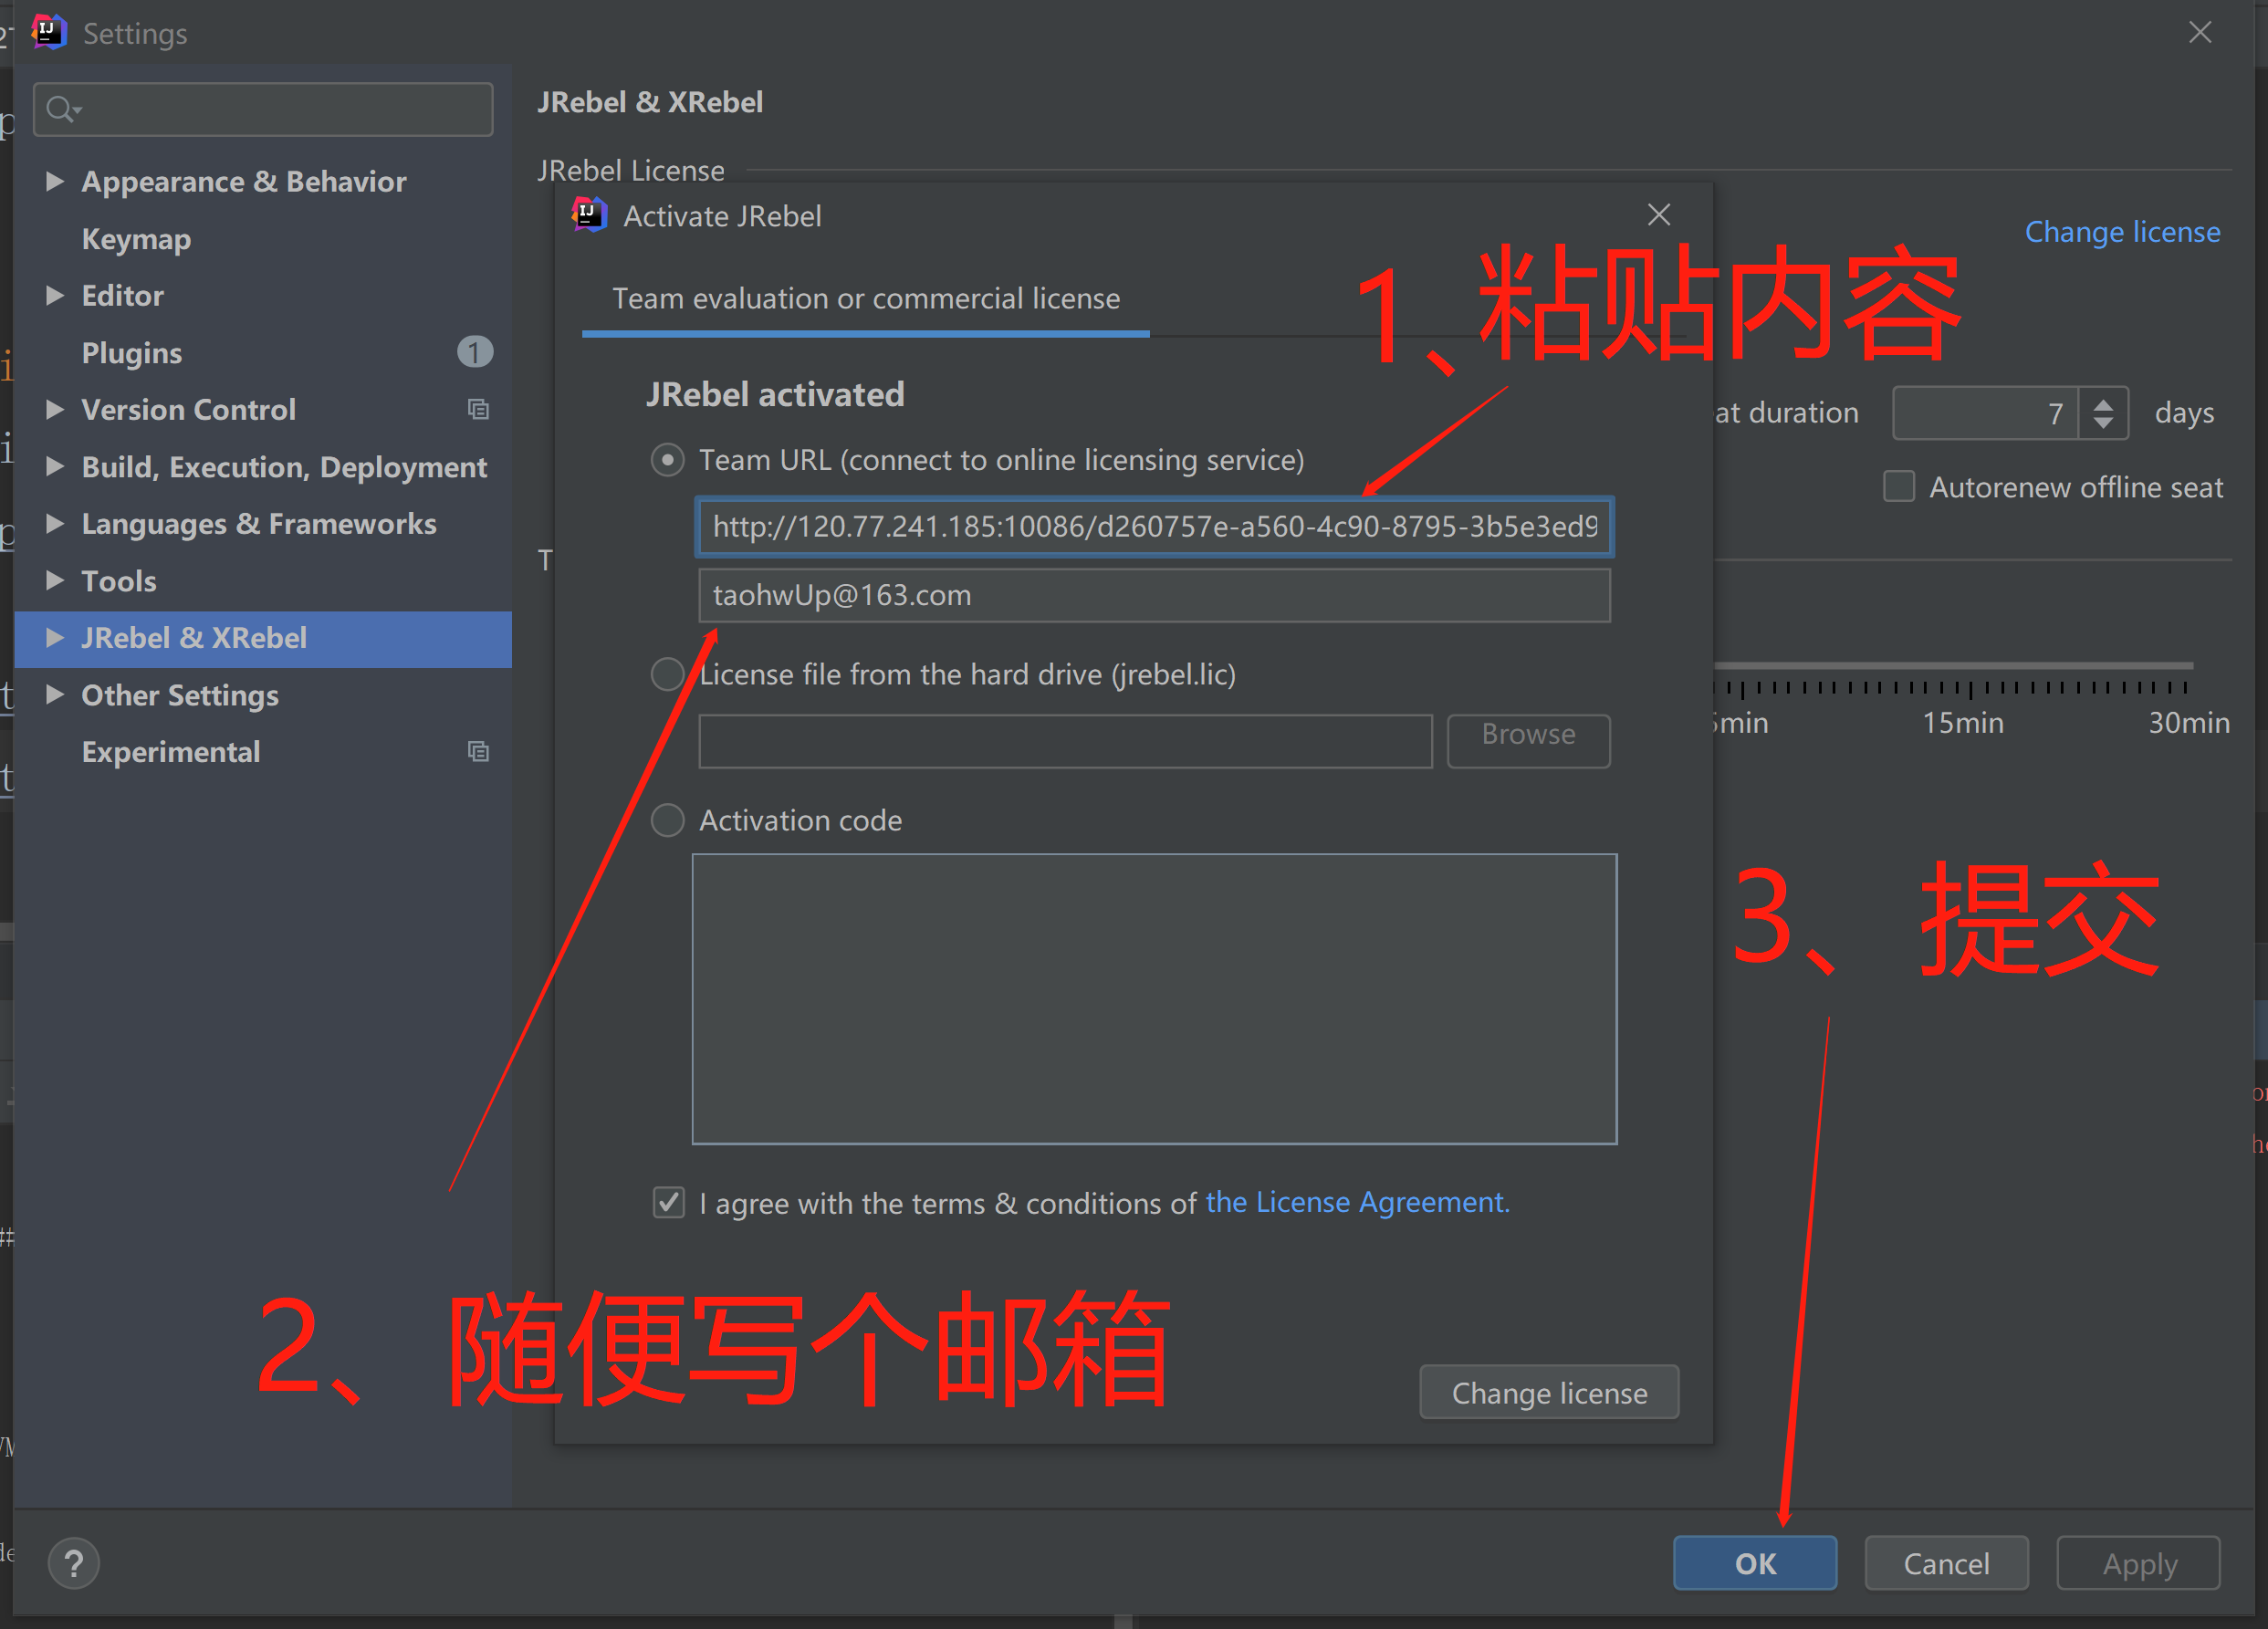 Settings
JRebel & XRebel
JRebel License
Appearance & Behavior
Keymap
Editor
Plugins 1
Version Control
Build, Execution, Deployment
Languages & Frameworks
Tools
JRebel & XRebel
Other Settings
Experimental
Activate JRebel
Change license
1、粘贴内容
Team evaluation or commercial license
JRebel activated
at duration 7 days
Team URL (connect to online licensing service)
Autorenew offline seat
http://120.77.241.185:10086/d260757e-a560-4c90-8795-3b5e3ed9
T
taohwUp@163.com
License file from the hard drive (jrebel.lic)
5min 15min 30min
Browse
Activation code
3、提交
I agree with the terms & conditions of the License Agreement.
2、随便写个邮箱
Change license
?
OK Cancel Apply